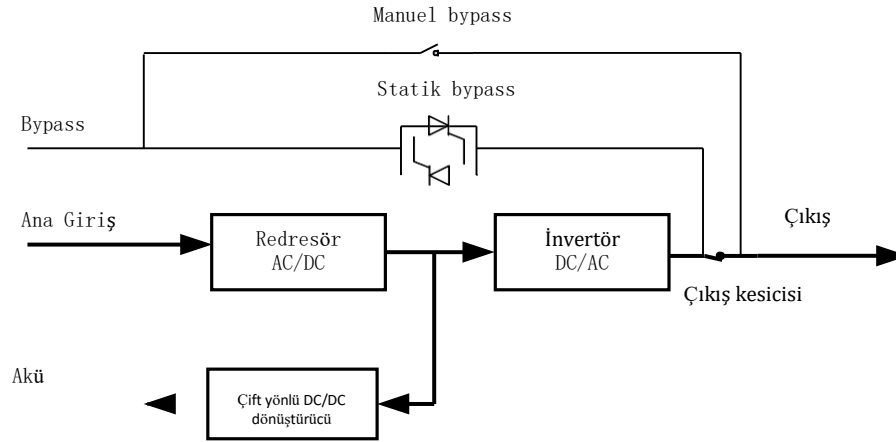 Manuel bypass
Statik bypass
Bypass
Ana Giriş
Redresör
AC/DC
İnvertör
DC/AC
Çıkış
Çıkış kesicisi
Akü
Çift yönlü DC/DC
dönüştürücü